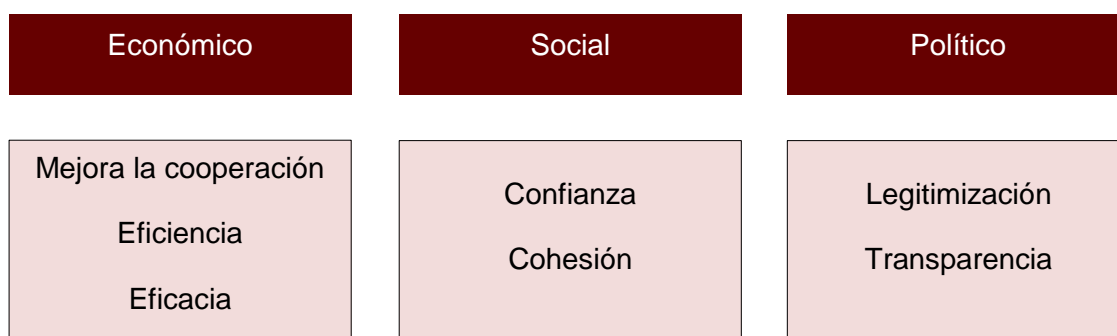 Económico
Social
Político
Mejora la cooperación
Eficiencia
Eficacia
Confianza
Cohesión
Legitimización
Transparencia